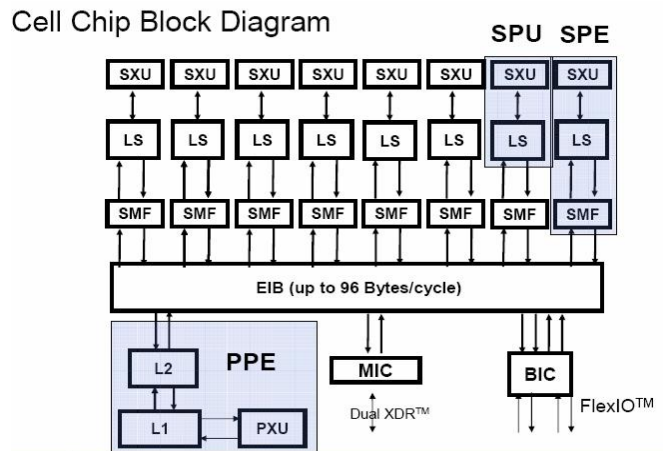 Cell Chip Block Diagram
SPU SPE
SXU SXU SXU SXU SXU SXU SXU SXU
LS LS LS LS LS LS LS LS
SMF SMF SMF SMF SMF SMF SMF SMF
EIB (up to 96 Bytes/cycle)
L2 PPE MIC BIC
Dual XDR™ FlexIO™
L1 PXU